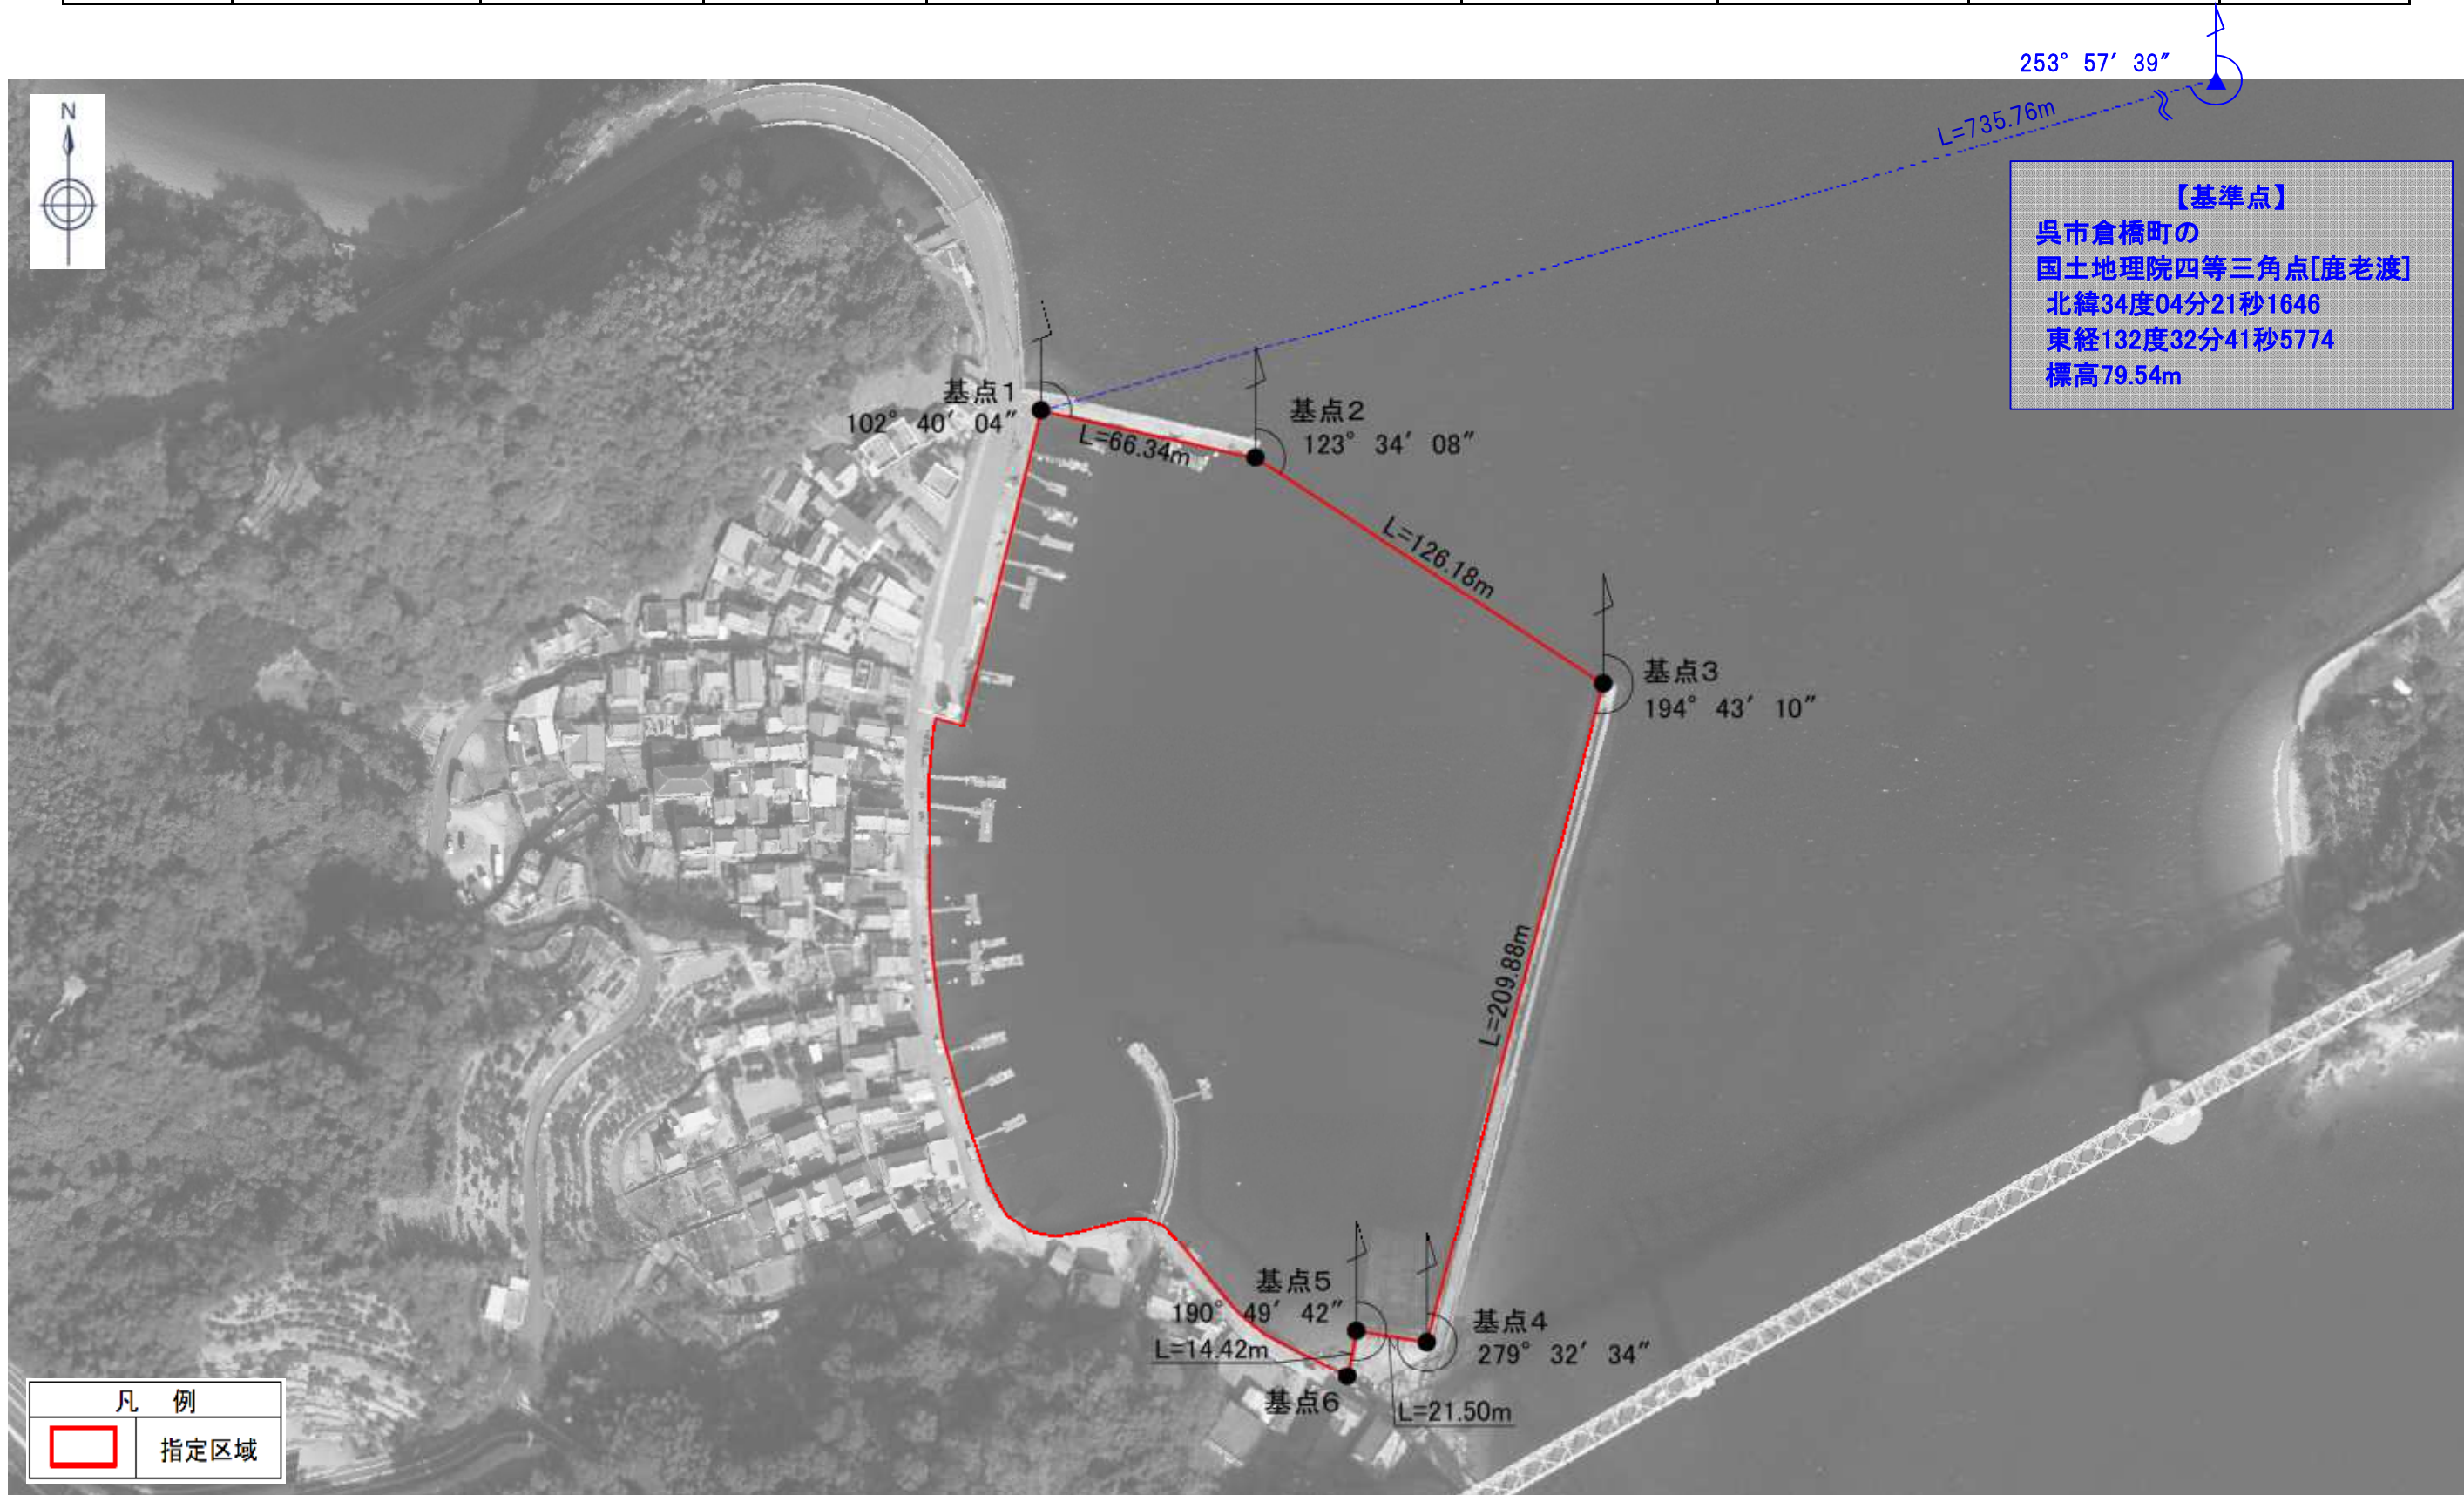 253° 57′ 39″
L=735.76m
N
【基準点】
呉市倉橋町の
国土地理院四等三角点[鹿老渡]
北緯34度04分21秒1646
東経132度32分41秒5774
標高79.54m
基点1
102° 40′ 04″
L=66.34m
基点2
123° 34′ 08″
L=126.18m
基点3
194° 43′ 10″
L=209.88m
基点5
190° 49′ 42″
L=14.42m
基点4
279° 32′ 34″
基点6
L=21.50m
凡 例
指定区域